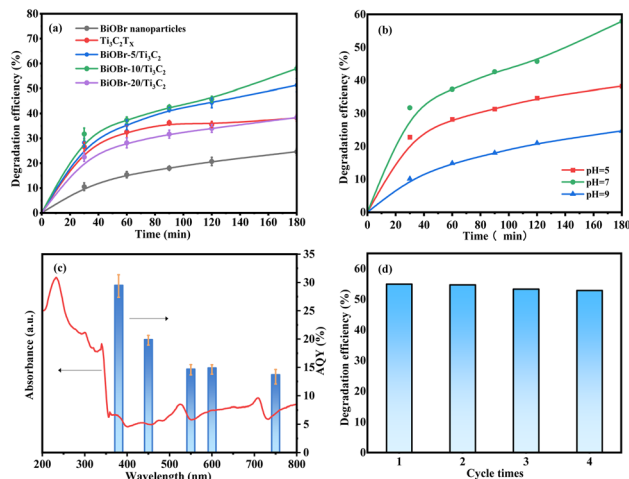 (a)
BiOBr nanoparticles
Ti3C2TX
BiOBr-5/Ti3C2
BiOBr-10/Ti3C2
BiOBr-20/Ti3C2
Degradation efficiency (%)
80
70
60
50
40
30
20
10
0
0 20 40 60 80 100 120 140 160 180
Time (min)
(b)
Degradation efficiency (%)
60
50
40
30
20
10
0
pH=5
pH=7
pH=9
0 20 40 60 80 100 120 140 160 180
Time ( min)
(c)
Absorbance (a.u.)
35
30
25
20
15
10
5
0
AQY (%)
200 300 400 500 600 700 800
Wavelength (nm)
(d)
Degradation efficiency (%)
60
50
40
30
20
10
0
1 2 3 4
Cycle times